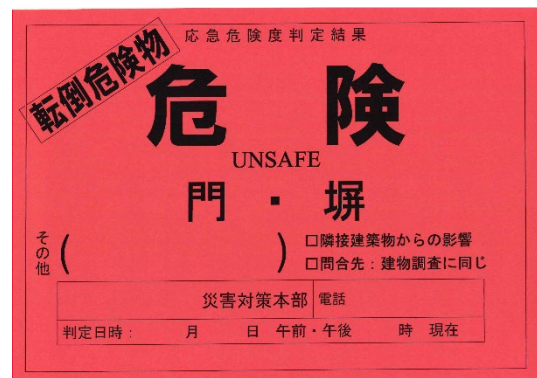 応急危険度判定結果
転倒危険物
危険
UNSAFE
門・塀
その他( )
□隣接建築物からの影響
□問合先：建物調査に同じ
災害対策本部 電話
判定日時： 月 日 午前・午後 時 現在